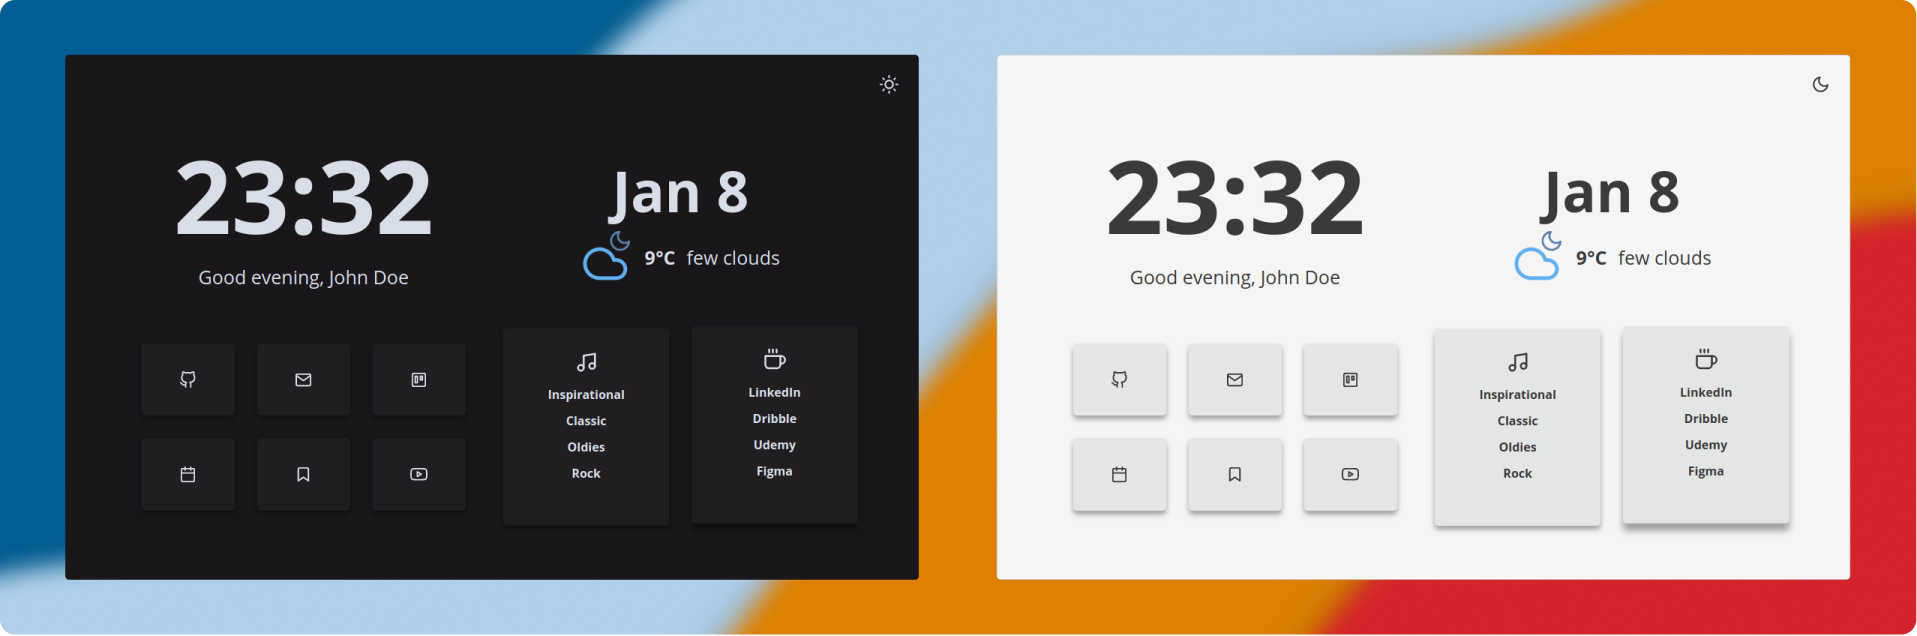 23:32
Good evening, John Doe
Jan 8
9°C few clouds
Inspirational
Classic
Oldies
Rock
LinkedIn
Dribble
Udemy
Figma
23:32
Good evening, John Doe
Jan 8
9°C few clouds
Inspirational
Classic
Oldies
Rock
LinkedIn
Dribble
Udemy
Figma